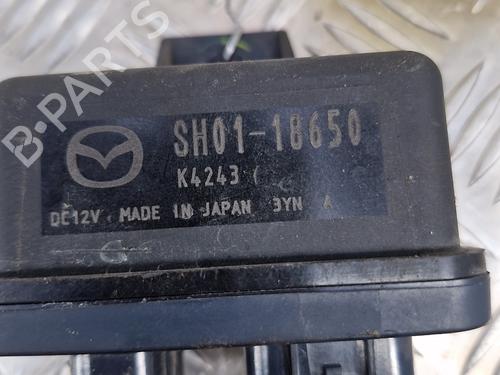 B-PARTS
SH01-18650
K4243 (
DC12V MADE IN JAPAN 3YN A